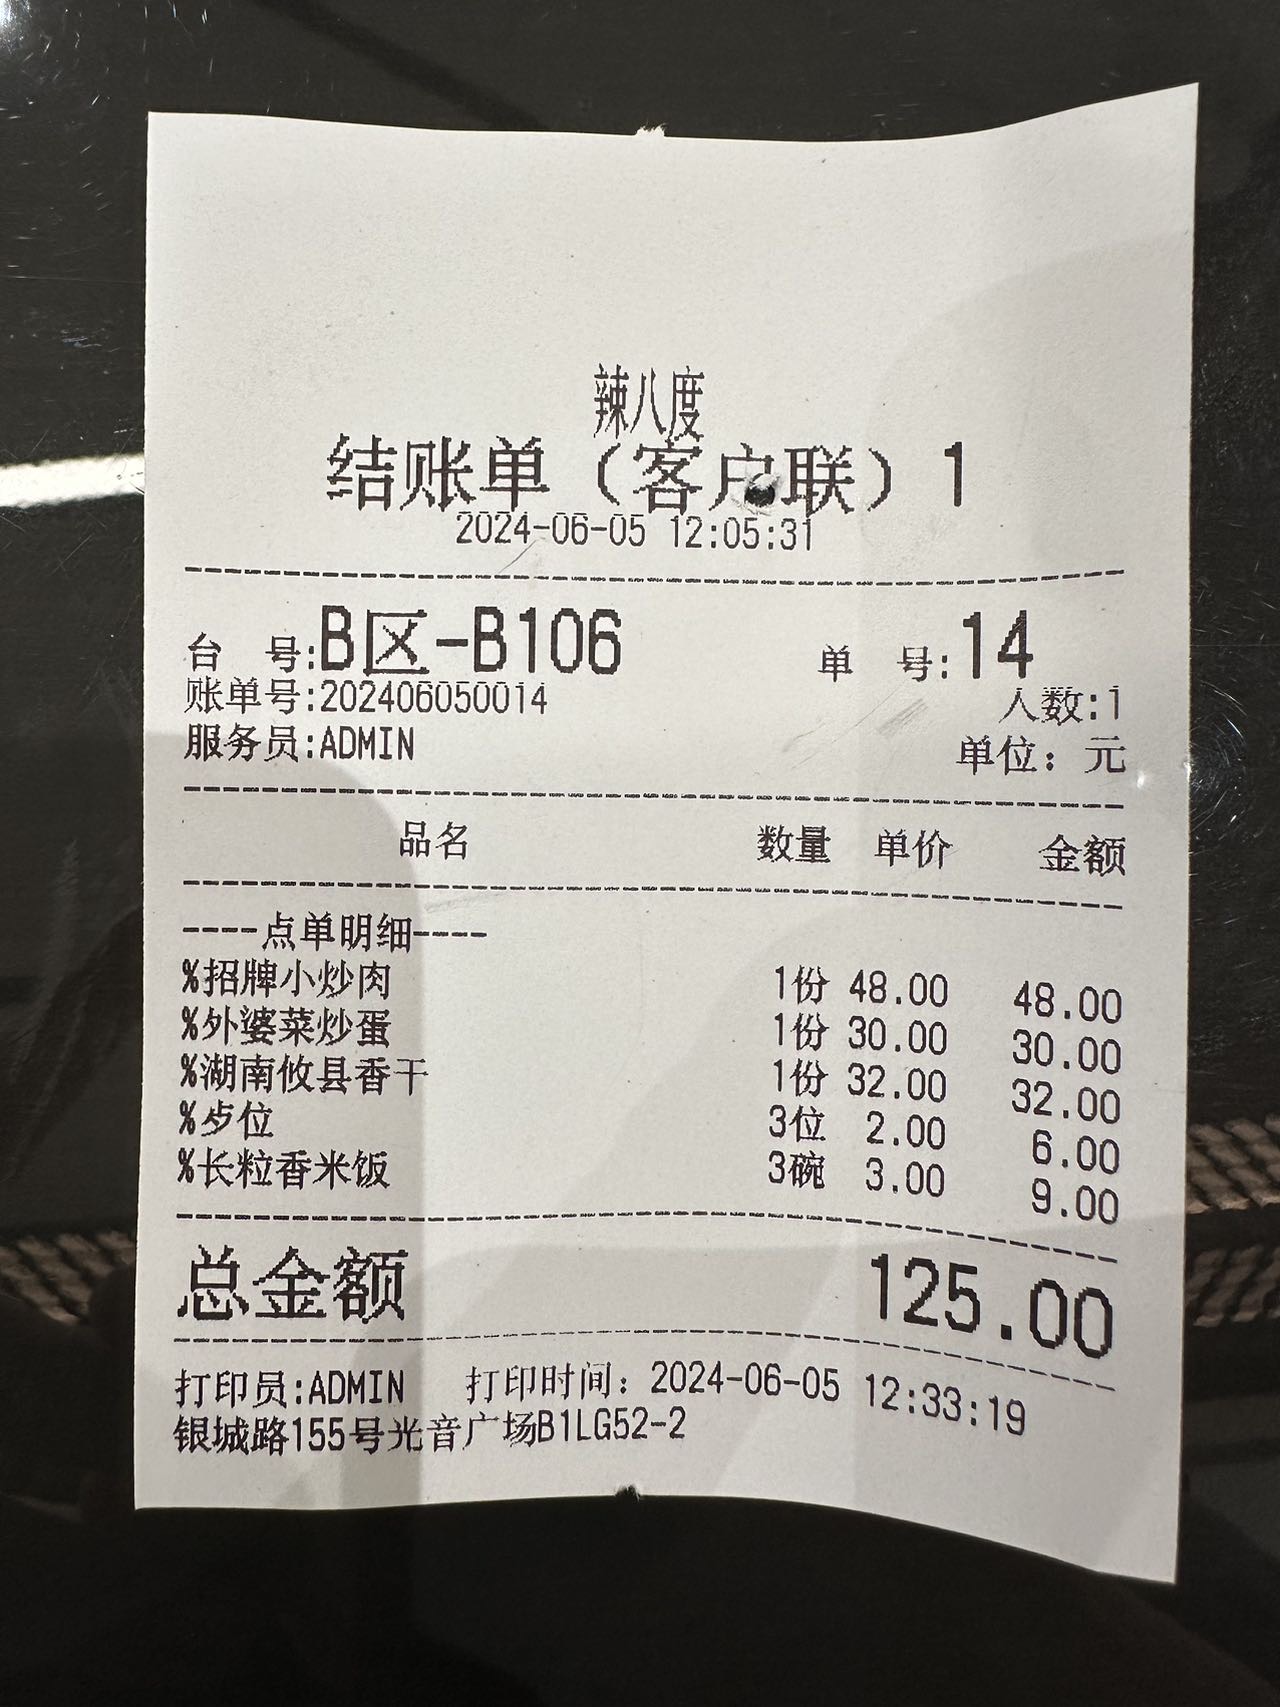 辣八度
结账单（客户联）1
2024-06-05 12:05:31
台 号:B区-B106 单 号:14
账单号:202406050014 人数:1
服务员:ADMIN 单位：元
品名 数量 单价 金额
----点单明细----
%招牌小炒肉 1份 48.00 48.00
%外婆菜炒蛋 1份 30.00 30.00
%湖南攸县香干 1份 32.00 32.00
%歺位 3位 2.00 6.00
%长粒香米饭 3碗 3.00 9.00
总金额 125.00
打印员:ADMIN 打印时间：2024-06-05 12:33:19
银城路155号光音广场B1LG52-2